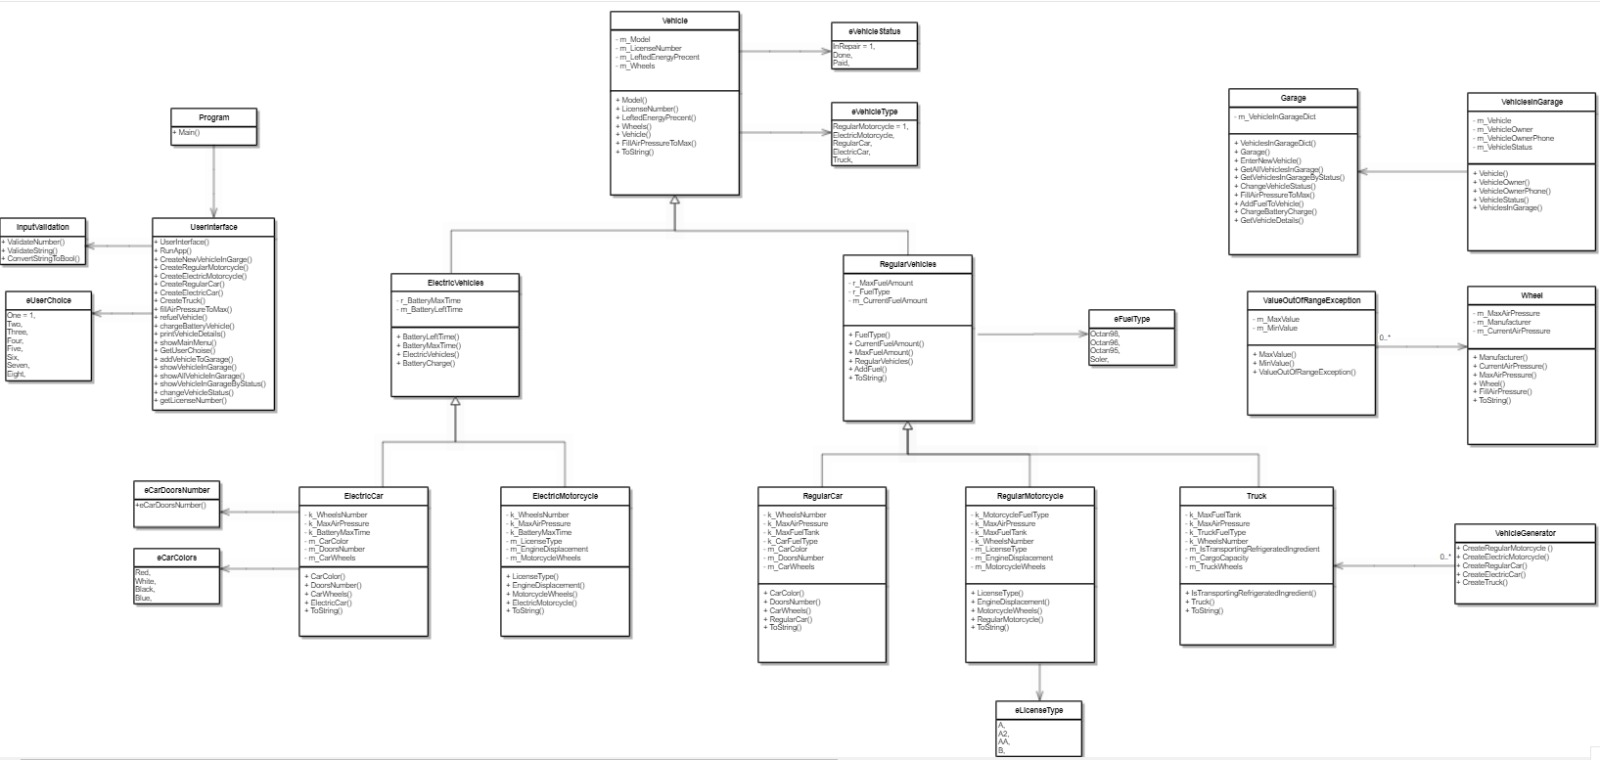 Vehicle
- m_Model
- m_LicenseNumber
- m_LeftedEnergyPrecent
- m_Wheels
+ Model()
+ LicenseNumber()
+ LeftedEnergyPrecent()
+ Wheels()
+ Vehicle()
+ FillAirPressureToMax()
+ ToString()
eVehicleStatus
InRepair = 1,
Done,
Paid,
eVehicleType
RegularMotorcycle = 1,
ElectricMotorcycle,
RegularCar,
ElectricCar,
Truck,
Garage
- m_VehicleInGarageDict
+ VehiclesInGarageDict()
+ Garage()
+ EnterNewVehicle()
+ GetAllVehiclesInGarage()
+ GetVehiclesInGarageByStatus()
+ ChangeVehicleStatus()
+ FillAirPressureToMax()
+ AddFuelToVehicle()
+ ChargeBatteryCharge()
+ GetVehicleDetails()
VehiclesInGarage
- m_Vehicle
- m_VehicleOwner
- m_VehicleOwnerPhone
- m_VehicleStatus
+ Vehicle()
+ VehicleOwner()
+ VehicleOwnerPhone()
+ VehicleStatus()
+ VehiclesInGarage()
Program
+ Main()
InputValidation
+ ValidateNumber()
+ ValidateString()
+ ConvertStringToBool()
UserInterface
+ UserInterface()
+ RunApp()
+ CreateNewVehicleInGarge()
+ CreateRegularMotorcycle()
+ CreateElectricMotorcycle()
+ CreateRegularCar()
+ CreateElectricCar()
+ CreateTruck()
+ fillAirPressureToMax()
+ refuelVehicle()
+ chargeBatteryVehicle()
+ printVehicleDetails()
+ showMainMenu()
+ GetUserChoise()
+ addVehicleToGarage()
+ showVehicleInGarage()
+ showAllVehicleInGarage()
+ showVehicleInGarageByStatus()
+ changeVehicleStatus()
+ getLicenseNumber()
eUserChoice
One = 1,
Two,
Three,
Four,
Five,
Six,
Seven,
Eight,
ElectricVehicles
- r_BatteryMaxTime
- m_BatteryLeftTime
+ BatteryLeftTime()
+ BatteryMaxTime()
+ ElectricVehicles()
+ BatteryCharge()
RegularVehicles
- r_MaxFuelAmount
- r_FuelType
- m_CurrentFuelAmount
+ FuelType()
+ CurrentFuelAmount()
+ MaxFuelAmount()
+ RegularVehicles()
+ AddFuel()
+ ToString()
eFuelType
Octan98,
Octan96,
Octan95,
Soler,
ValueOutOfRangeException
- m_MaxValue
- m_MinValue
+ MaxValue()
+ MinValue()
+ ValueOutOfRangeException()
0..*
Wheel
- m_MaxAirPressure
- m_Manufacturer
- m_CurrentAirPressure
+ Manufacturer()
+ CurrentAirPressure()
+ MaxAirPressure()
+ Wheel()
+ FillAirPressure()
+ ToString()
eCarDoorsNumber
+eCarDoorsNumber()
eCarColors
Red,
White,
Black,
Blue,
ElectricCar
- k_WheelsNumber
- k_MaxAirPressure
- k_BatteryMaxTime
- m_CarColor
- m_DoorsNumber
- m_CarWheels
+ CarColor()
+ DoorsNumber()
+ CarWheels()
+ ElectricCar()
+ ToString()
ElectricMotorcycle
- k_WheelsNumber
- k_MaxAirPressure
- k_BatteryMaxTime
- m_LicenseType
- m_EngineDisplacement
- m_MotorcycleWheels
+ LicenseType()
+ EngineDisplacement()
+ MotorcycleWheels()
+ ElectricMotorcycle()
+ ToString()
RegularCar
- k_WheelsNumber
- k_MaxAirPressure
- k_MaxFuelTank
- k_CarFuelType
- m_CarColor
- m_DoorsNumber
- m_CarWheels
+ CarColor()
+ DoorsNumber()
+ CarWheels()
+ RegularCar()
+ ToString()
RegularMotorcycle
- k_MotorcycleFuelType
- k_MaxAirPressure
- k_MaxFuelTank
- k_WheelsNumber
- m_LicenseType
- m_EngineDisplacement
- m_MotorcycleWheels
+ LicenseType()
+ EngineDisplacement()
+ MotorcycleWheels()
+ RegularMotorcycle()
+ ToString()
Truck
- k_MaxFuelTank
- k_MaxAirPressure
- k_TruckFuelType
- k_WheelsNumber
- m_IsTransportingRefrigeratedIngredient
- m_CargoCapacity
- m_TruckWheels
+ IsTransportingRefrigeratedIngredient()
+ Truck()
+ ToString()
0..*
VehicleGenerator
+ CreateRegularMotorcycle ()
+ CreateElectricMotorcycle()
+ CreateRegularCar()
+ CreateElectricCar()
+ CreateTruck()
eLicenseType
A,
A2,
AA,
B,